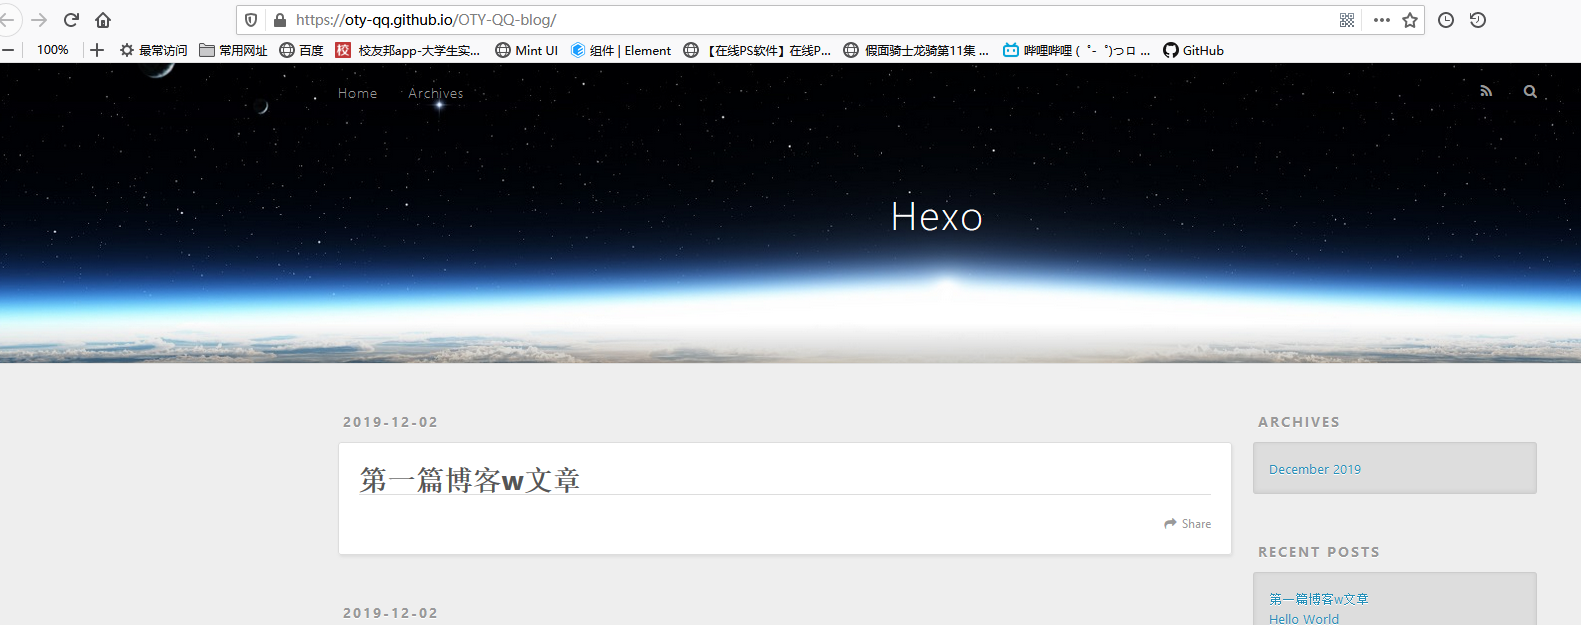 https://oty-qq.github.io/OTY-QQ-blog/
100% 最常访问 常用网址 百度 校 校友邦app-大学生实... Mint UI 组件 | Element 【在线PS软件】在线P... 假面骑士龙骑第11集 ... 哔哩哔哩 ( ゜- ゜)つロ ... GitHub
Home Archives
Hexo
2019-12-02
第一篇博客w文章
Share
2019-12-02
ARCHIVES
December 2019
RECENT POSTS
第一篇博客w文章
Hello World